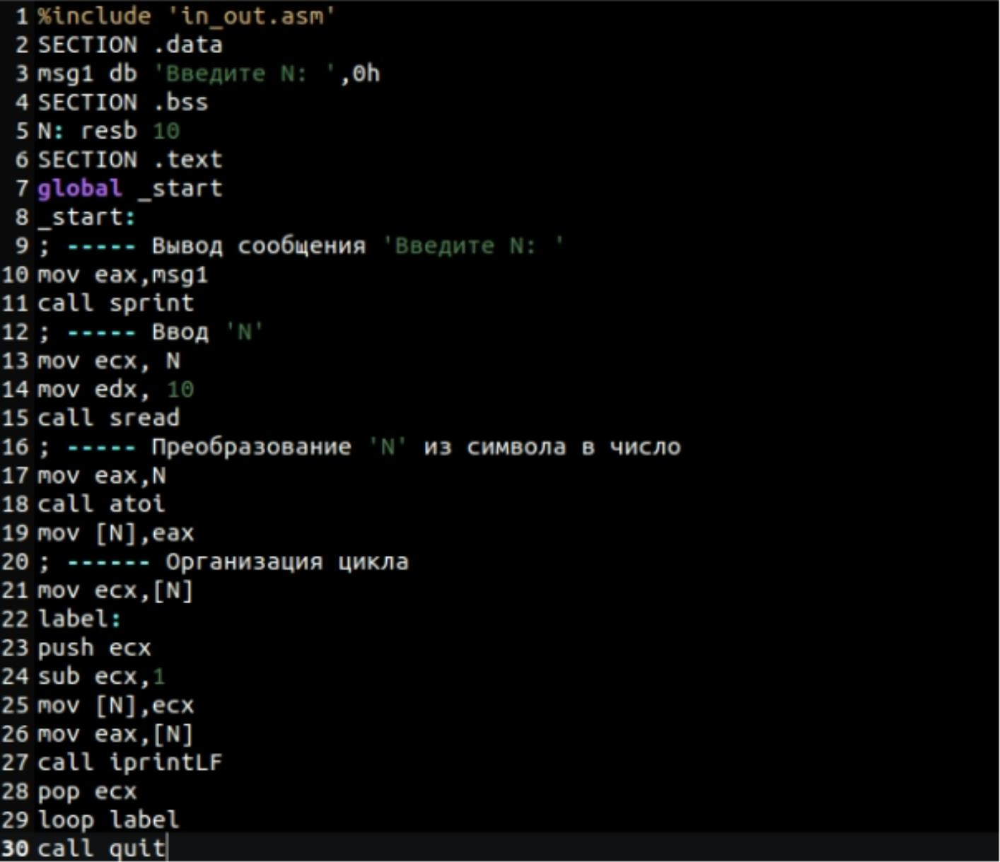 1 %include 'in_out.asm'
2 SECTION .data
3 msg1 db 'Введите N: ',0h
4 SECTION .bss
5 N: resb 10
6 SECTION .text
7 global _start
8 _start:
9 ; ----- Вывод сообщения 'Введите N: '
10 mov eax,msg1
11 call sprint
12 ; ----- Ввод 'N'
13 mov ecx, N
14 mov edx, 10
15 call sread
16 ; ----- Преобразование 'N' из символа в число
17 mov eax,N
18 call atoi
19 mov [N],eax
20 ; ------ Организация цикла
21 mov ecx,[N]
22 label:
23 push ecx
24 sub ecx,1
25 mov [N],ecx
26 mov eax,[N]
27 call iprintLF
28 pop ecx
29 loop label
30 call quit